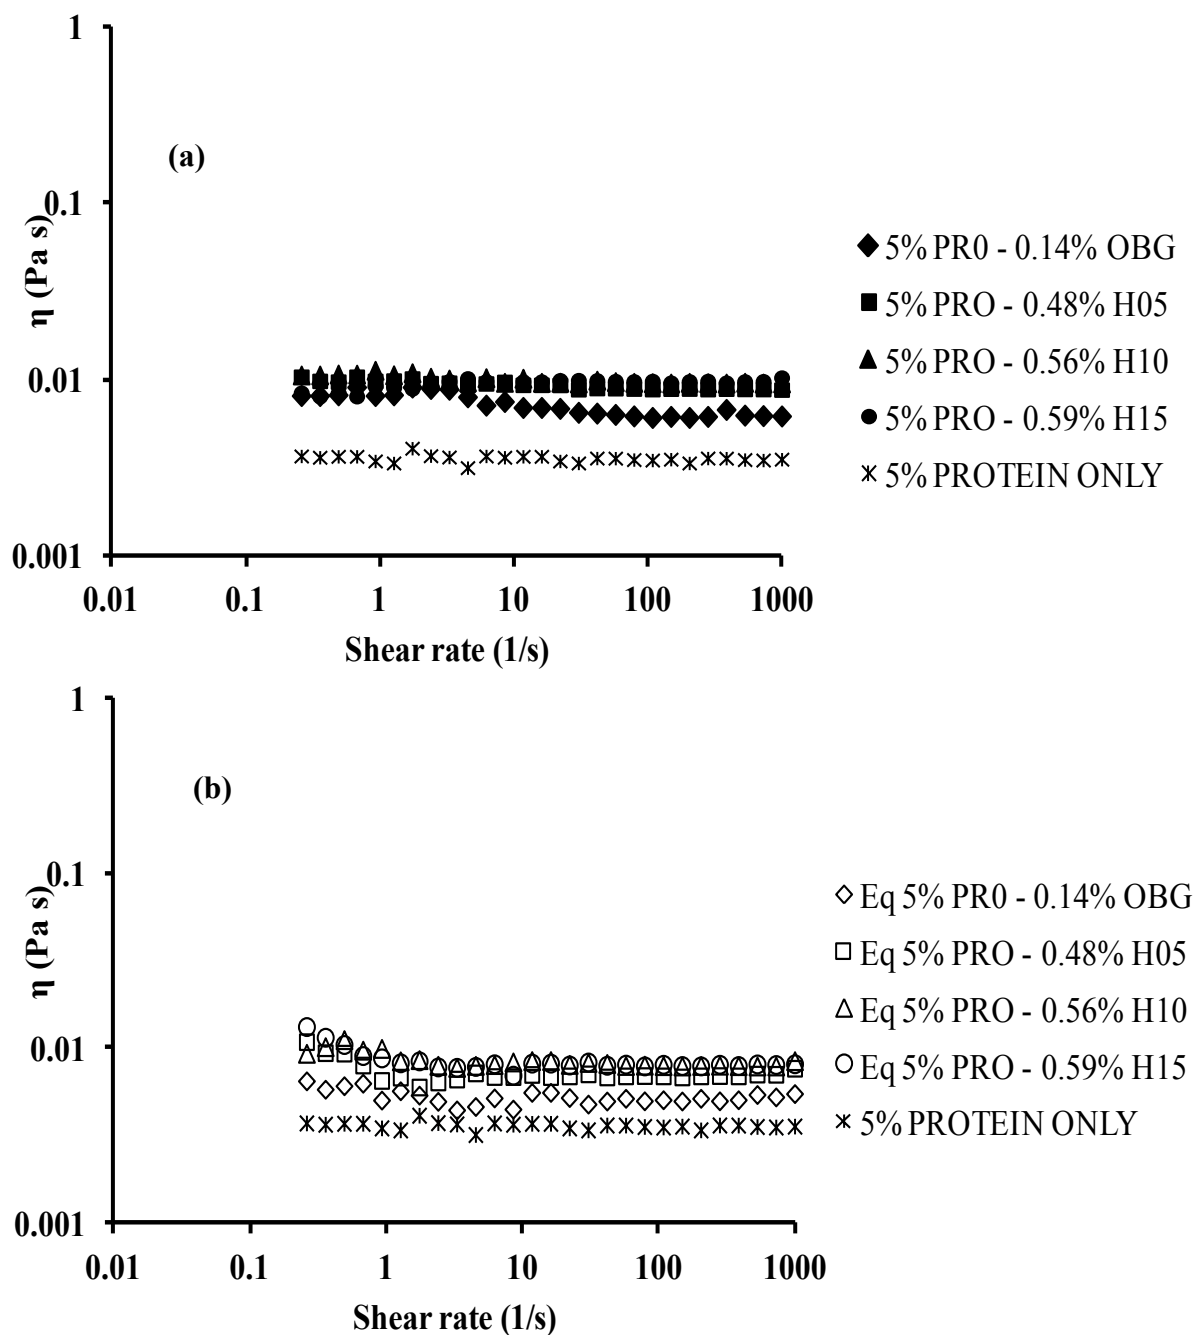 1
(a)
0.1
η (Pa s)
5% PR0 - 0.14% OBG
5% PRO - 0.48% H05
5% PRO - 0.56% H10
5% PRO - 0.59% H15
5% PROTEIN ONLY
0.01
0.001
0.01 0.1 1 10 100 1000
Shear rate (1/s)
1
(b)
0.1
η (Pa s)
Eq 5% PR0 - 0.14% OBG
Eq 5% PRO - 0.48% H05
Eq 5% PRO - 0.56% H10
Eq 5% PRO - 0.59% H15
5% PROTEIN ONLY
0.01
0.001
0.01 0.1 1 10 100 1000
Shear rate (1/s)